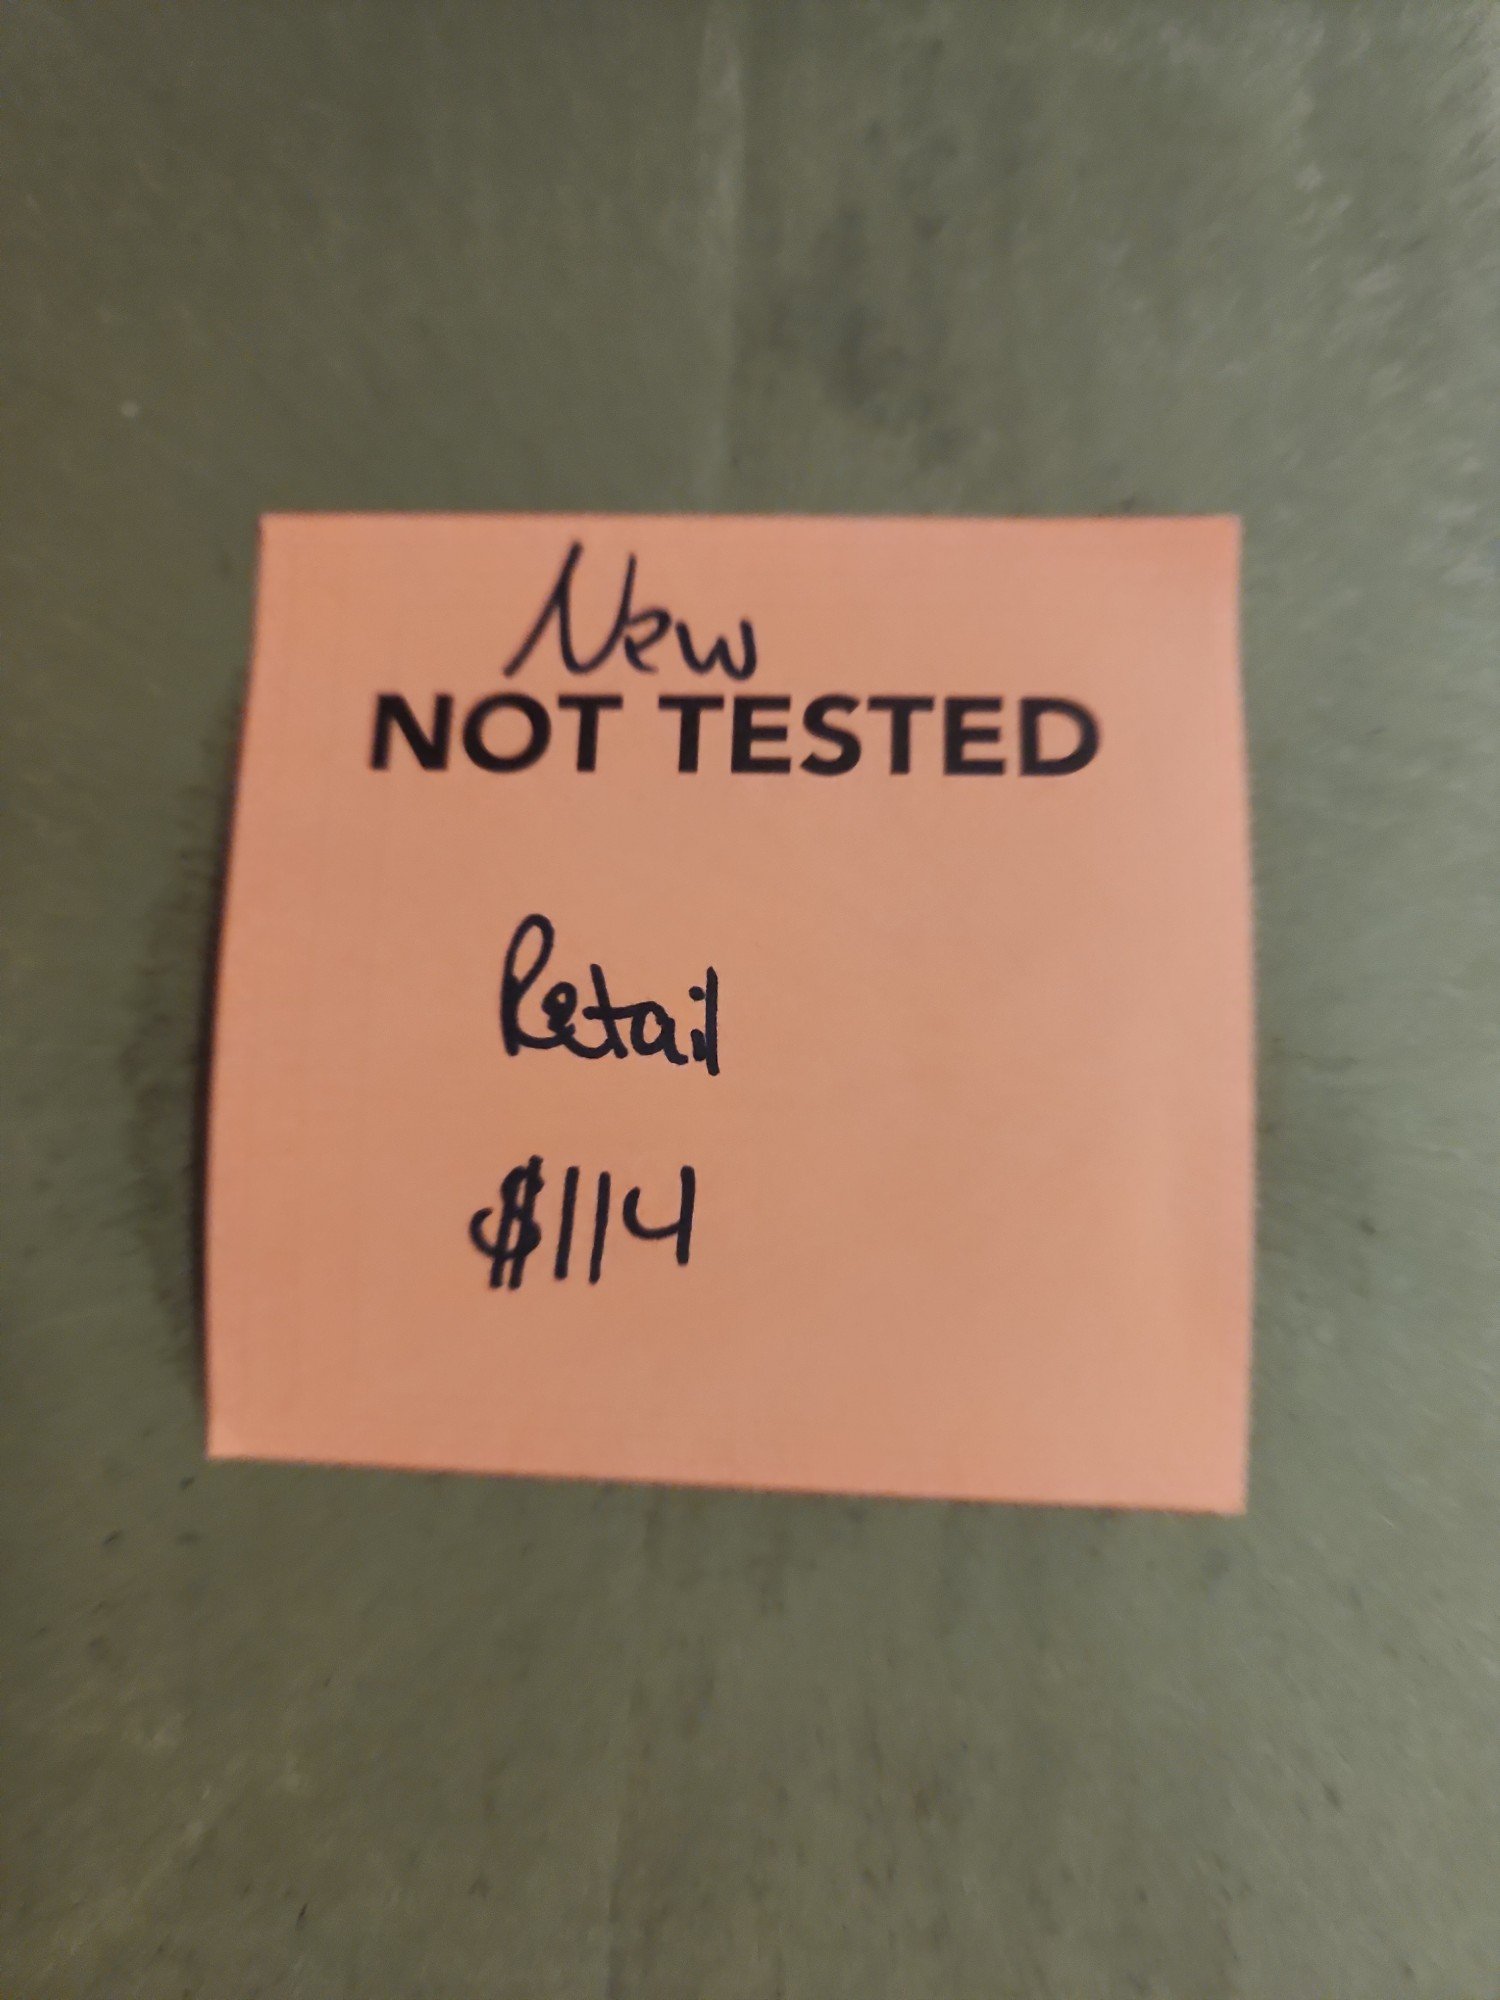 New
NOT TESTED
Retail
$114